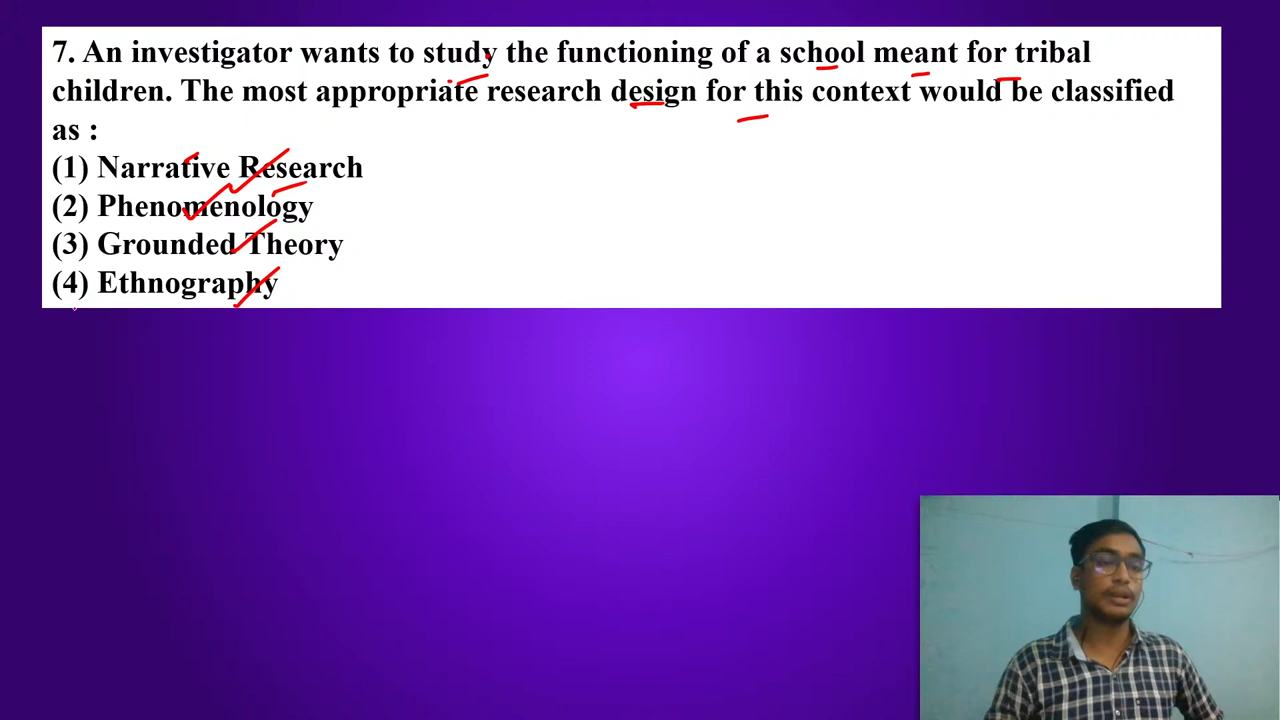 7. An investigator wants to study the functioning of a school meant for tribal
children. The most appropriate research design for this context would be classified
as :
(1) Narrative Research
(2) Phenomenology
(3) Grounded Theory
(4) Ethnography